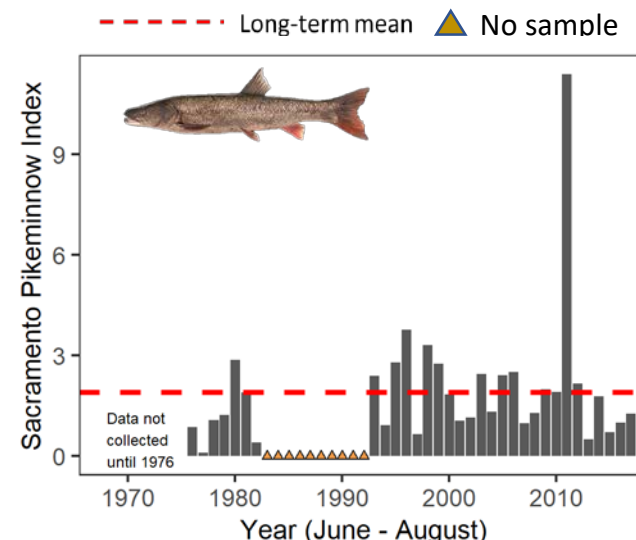 Long-term mean
No sample
Sacramento Pikeminnow Index
9
6
3
0
Data not
collected
until 1976
1970
1980
1990
2000
2010
Year (June - August)